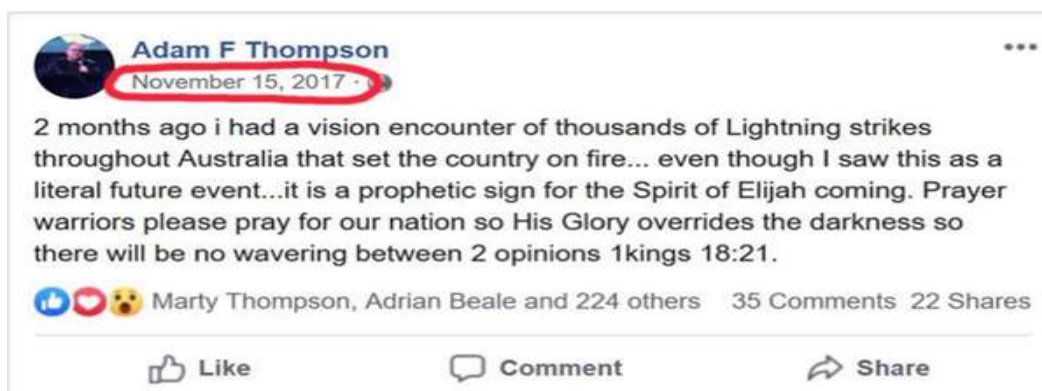 Adam F Thompson
November 15, 2017 ·
2 months ago i had a vision encounter of thousands of Lightning strikes
throughout Australia that set the country on fire... even though I saw this as a
literal future event...it is a prophetic sign for the Spirit of Elijah coming. Prayer
warriors please pray for our nation so His Glory overrides the darkness so
there will be no wavering between 2 opinions 1kings 18:21.
Marty Thompson, Adrian Beale and 224 others 35 Comments 22 Shares
Like Comment Share